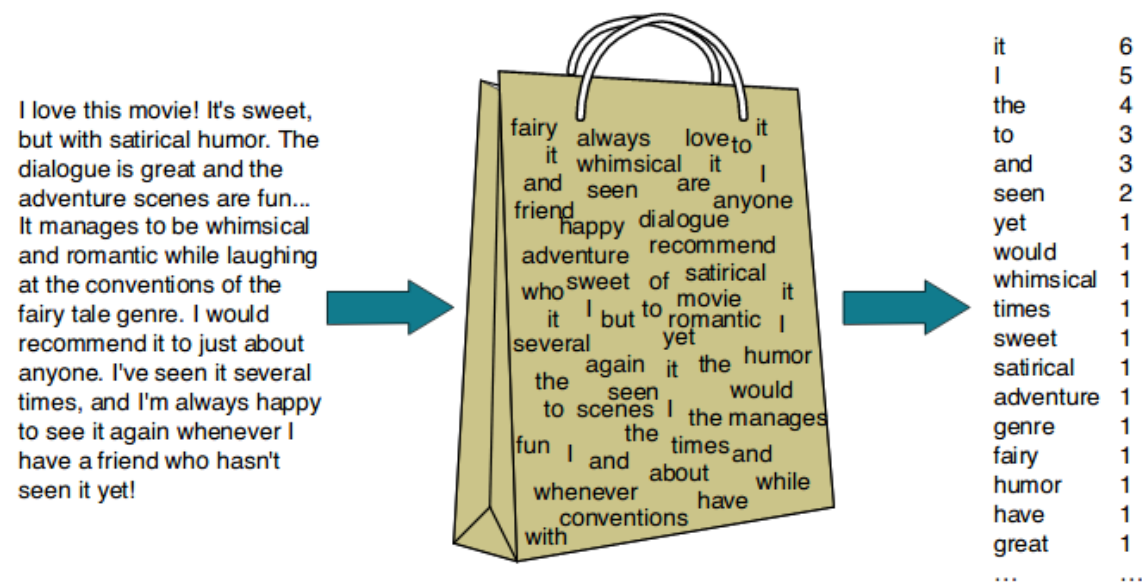 I love this movie! It's sweet,
but with satirical humor. The
dialogue is great and the
adventure scenes are fun...
It manages to be whimsical
and romantic while laughing
at the conventions of the
fairy tale genre. I would
recommend it to just about
anyone. I've seen it several
times, and I'm always happy
to see it again whenever I
have a friend who hasn't
seen it yet!
fairy always love to it
it whimsical it I
and seen are anyone
friend happy dialogue
adventure recommend
who sweet of satirical
it I but to movie it
romantic I
several yet
again it the humor
the seen would
to scenes I the manages
fun I the times and
and about while
whenever have
conventions
with
it 6
I 5
the 4
to 3
and 3
seen 2
yet 1
would 1
whimsical 1
times 1
sweet 1
satirical 1
adventure 1
genre 1
fairy 1
humor 1
have 1
great 1
... ...